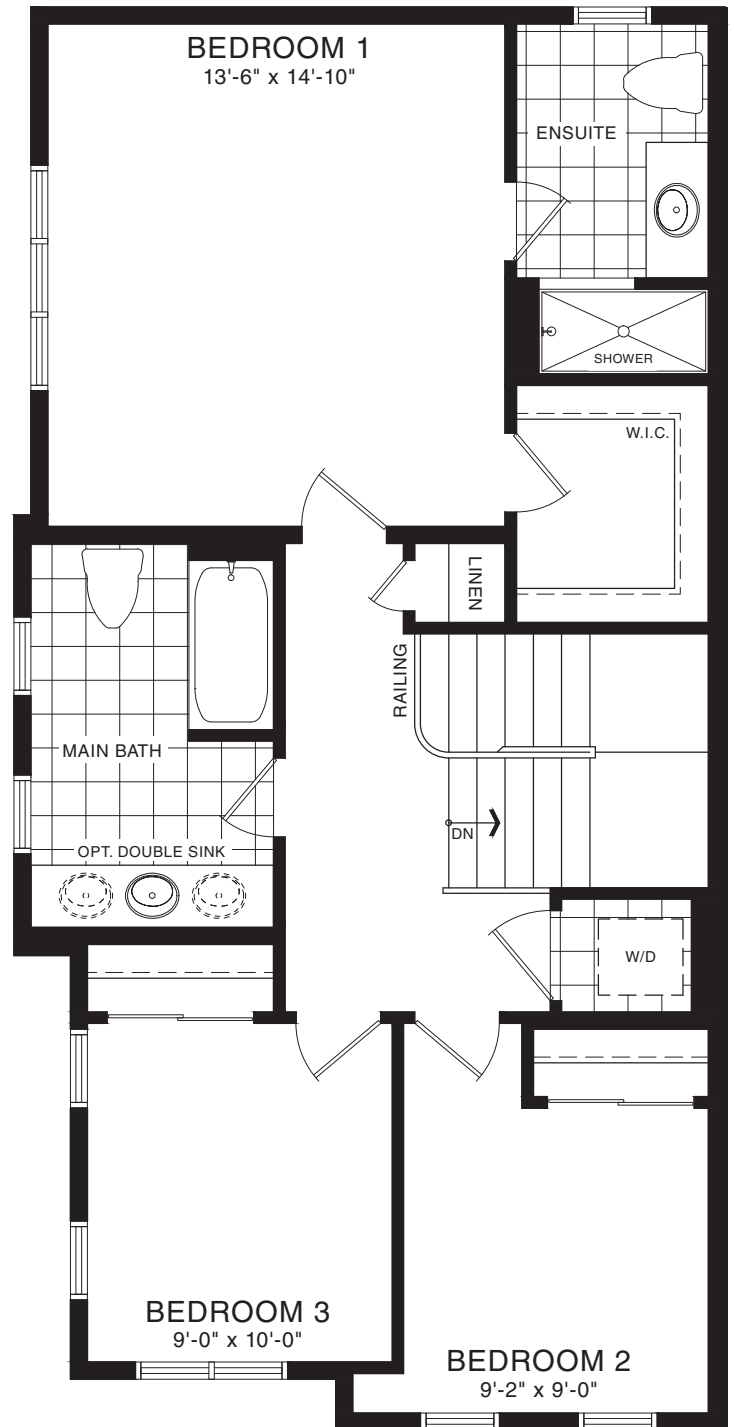 BEDROOM 1
13'-6" x 14'-10"
ENSUITE
SHOWER
W.I.C.
LINEN
RAILING
MAIN BATH
DN
OPT. DOUBLE SINK
W/D
BEDROOM 3
9'-0" x 10'-0"
BEDROOM 2
9'-2" x 9'-0"